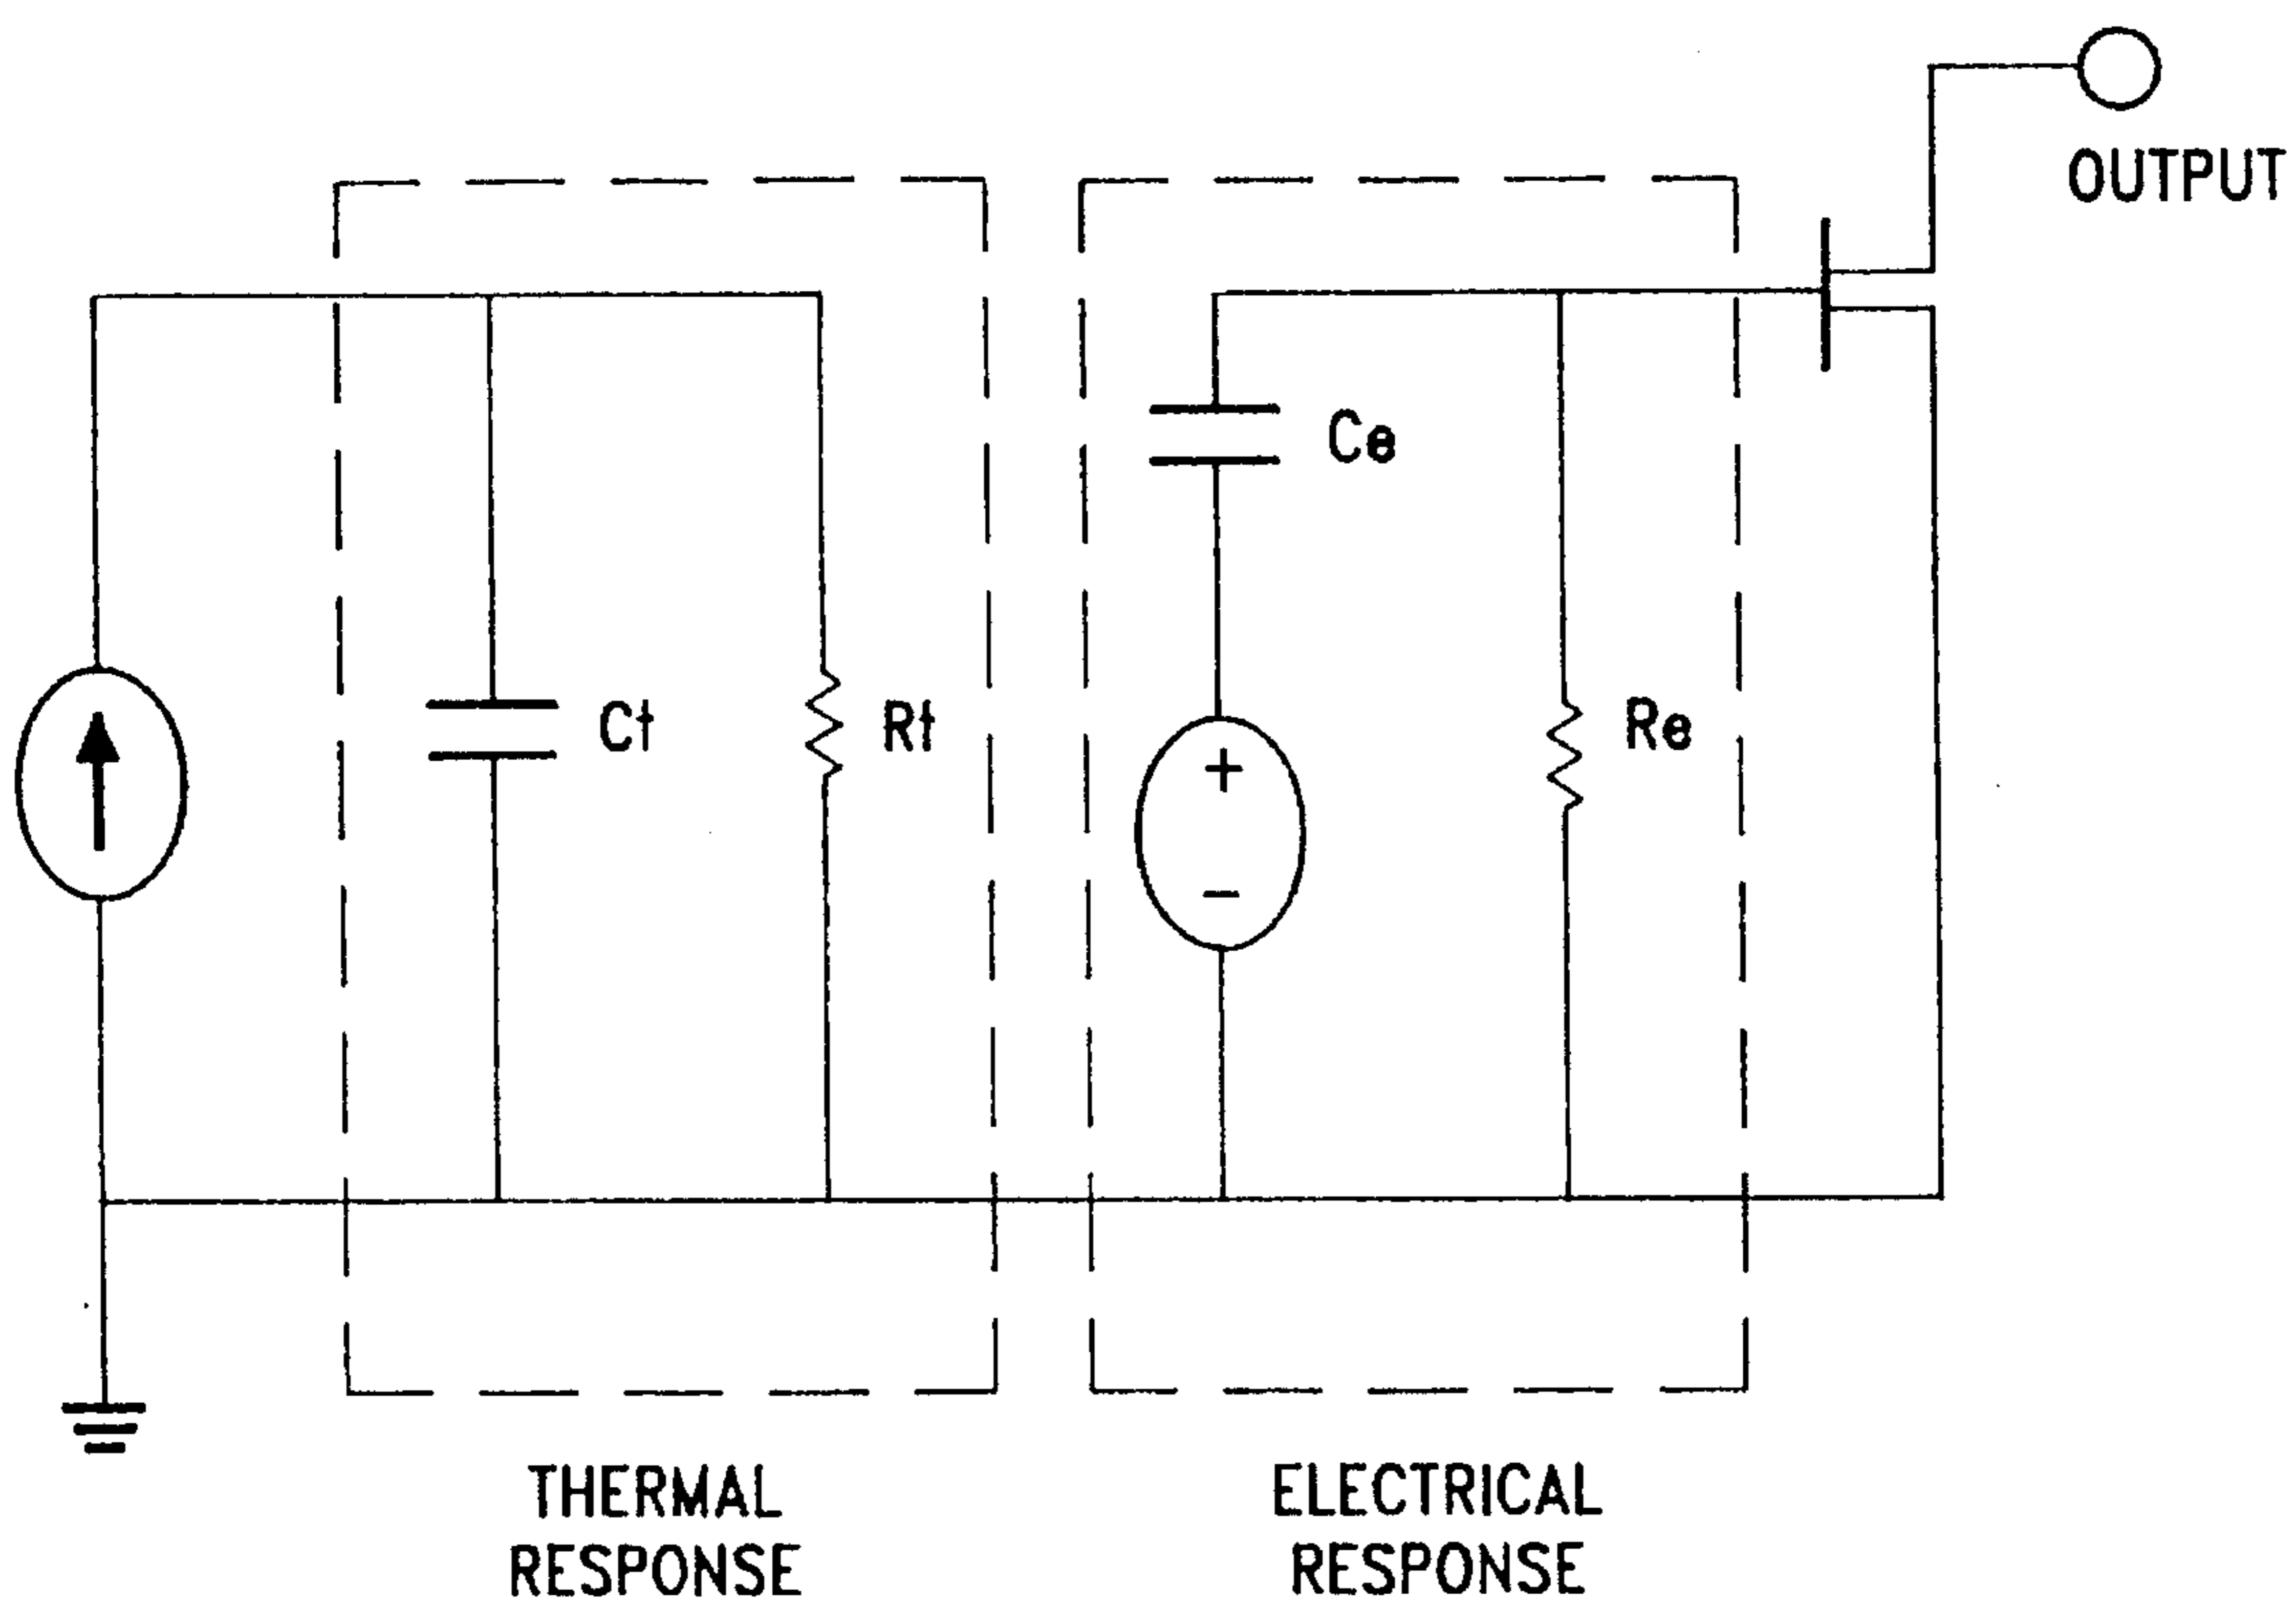 OUTPUT
Ce
Ct
Rt
Re
+
−
THERMAL
RESPONSE
ELECTRICAL
RESPONSE